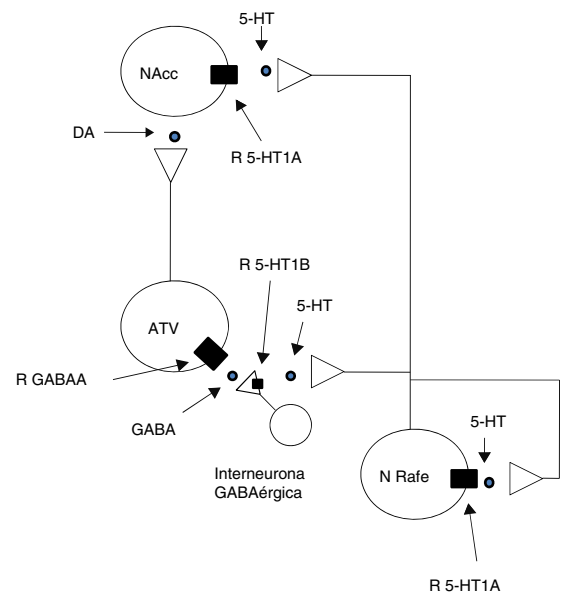 5-HT
NAcc
DA
R 5-HT1A
R 5-HT1B
5-HT
ATV
R GABAA
GABA
5-HT
Interneurona
GABAérgica
N Rafe
R 5-HT1A